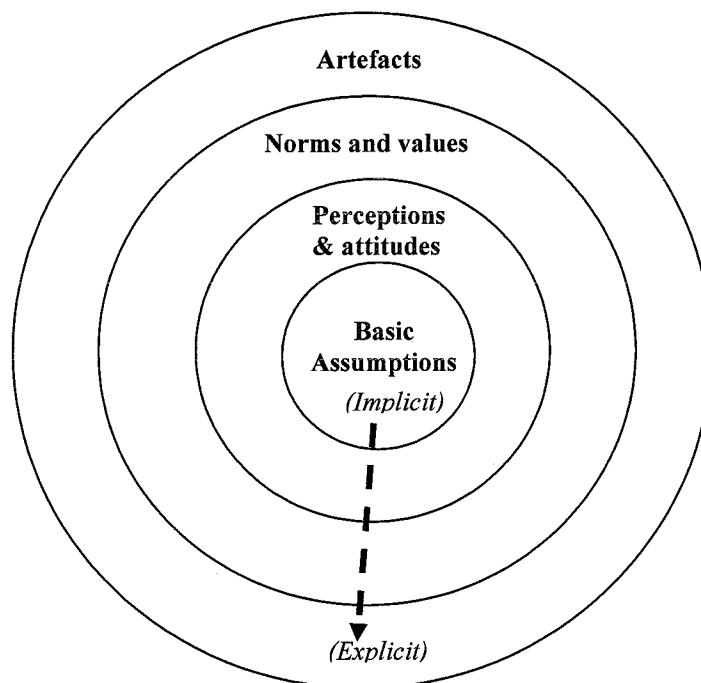 Artefacts
Norms and values
Perceptions
& attitudes
Basic
Assumptions
(Implicit)
(Explicit)